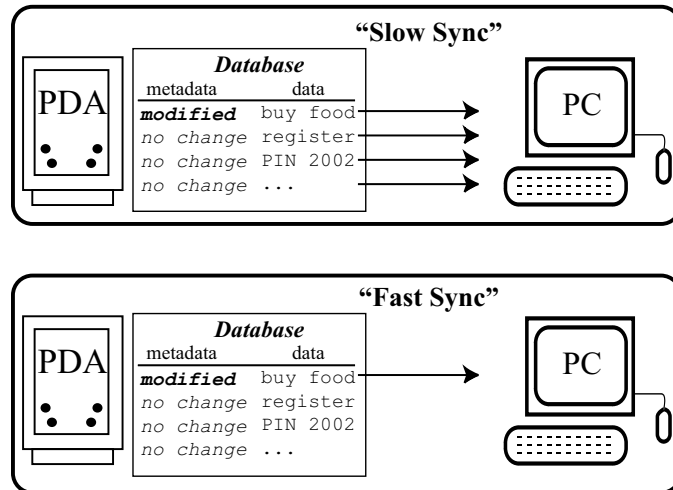 “Slow Sync”
Database
metadata data
PDA
PC
modified buy food
no change register
no change PIN 2002
no change ...
“Fast Sync”
Database
metadata data
PDA
PC
modified buy food
no change register
no change PIN 2002
no change ...